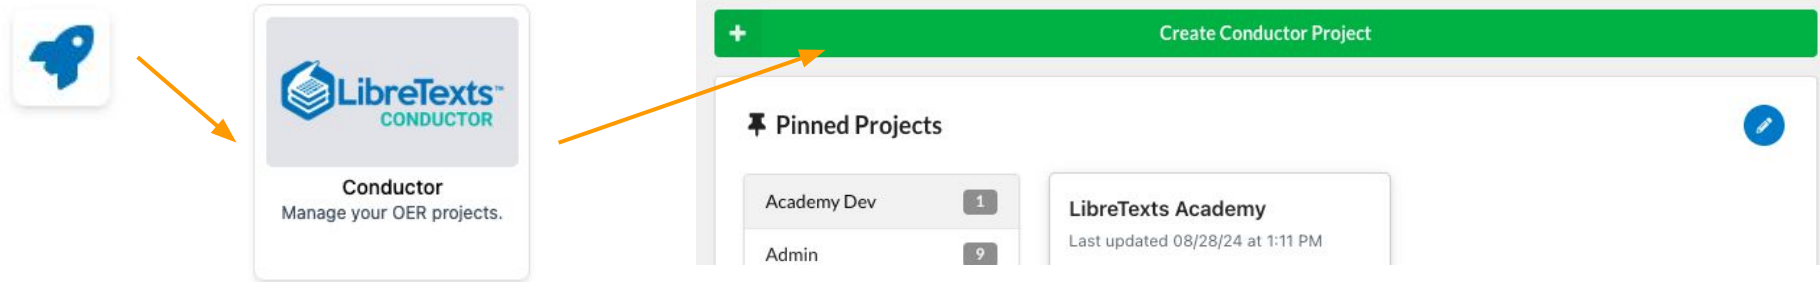 LibreTexts™
CONDUCTOR
Conductor
Manage your OER projects.
Create Conductor Project
Pinned Projects
Academy Dev 1
Admin 9
LibreTexts Academy
Last updated 08/28/24 at 1:11 PM